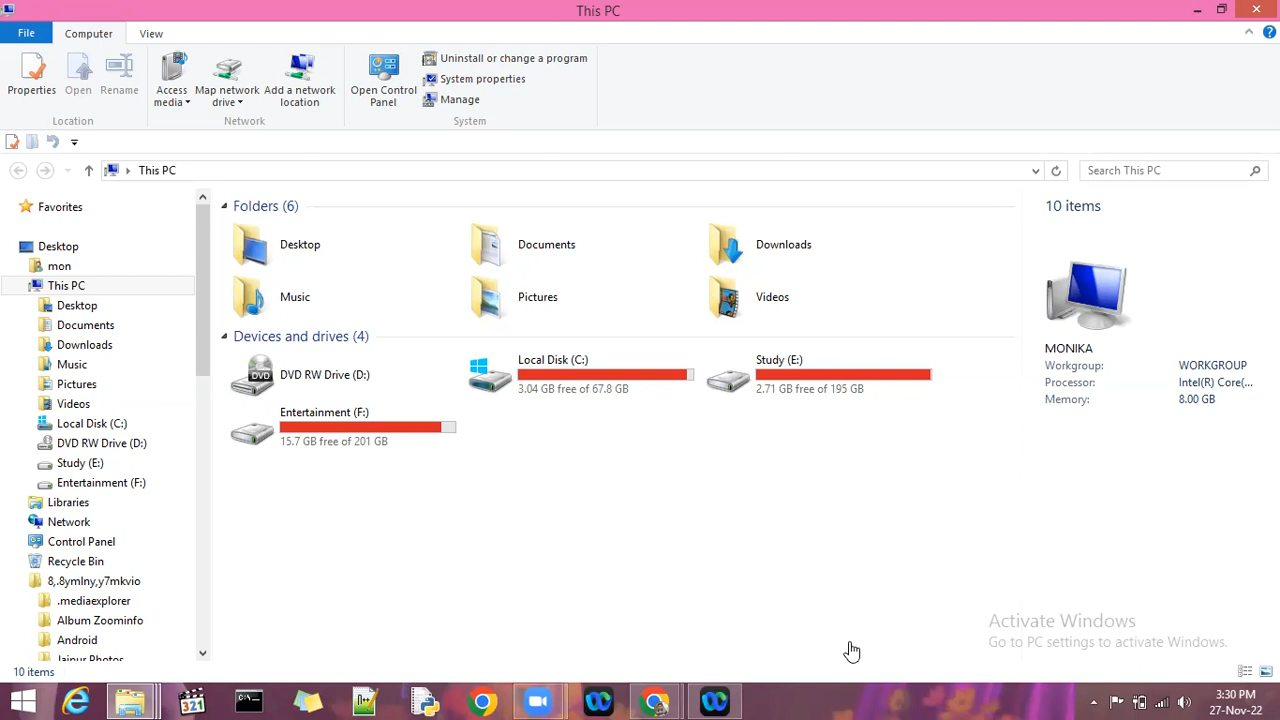 This PC
File
Computer
View
Properties
Open
Rename
Access media
Map network drive
Add a network location
Open Control Panel
Uninstall or change a program
System properties
Manage
Location
Network
System
This PC
Search This PC
Favorites
Desktop
mon
This PC
Desktop
Documents
Downloads
Music
Pictures
Videos
Local Disk (C:)
DVD RW Drive (D:)
Study (E:)
Entertainment (F:)
Libraries
Network
Control Panel
Recycle Bin
8,.8ymlny,y7mkvio
.mediaexplorer
Album Zoominfo
Android
Jaipur Photos
Folders (6)
Desktop
Documents
Downloads
Music
Pictures
Videos
Devices and drives (4)
DVD RW Drive (D:)
DVD
Local Disk (C:)
3.04 GB free of 67.8 GB
Study (E:)
2.71 GB free of 195 GB
Entertainment (F:)
15.7 GB free of 201 GB
10 items
MONIKA
Workgroup: WORKGROUP
Processor: Intel(R) Core(...
Memory: 8.00 GB
Activate Windows
Go to PC settings to activate Windows.
10 items
321
3:30 PM
27-Nov-22